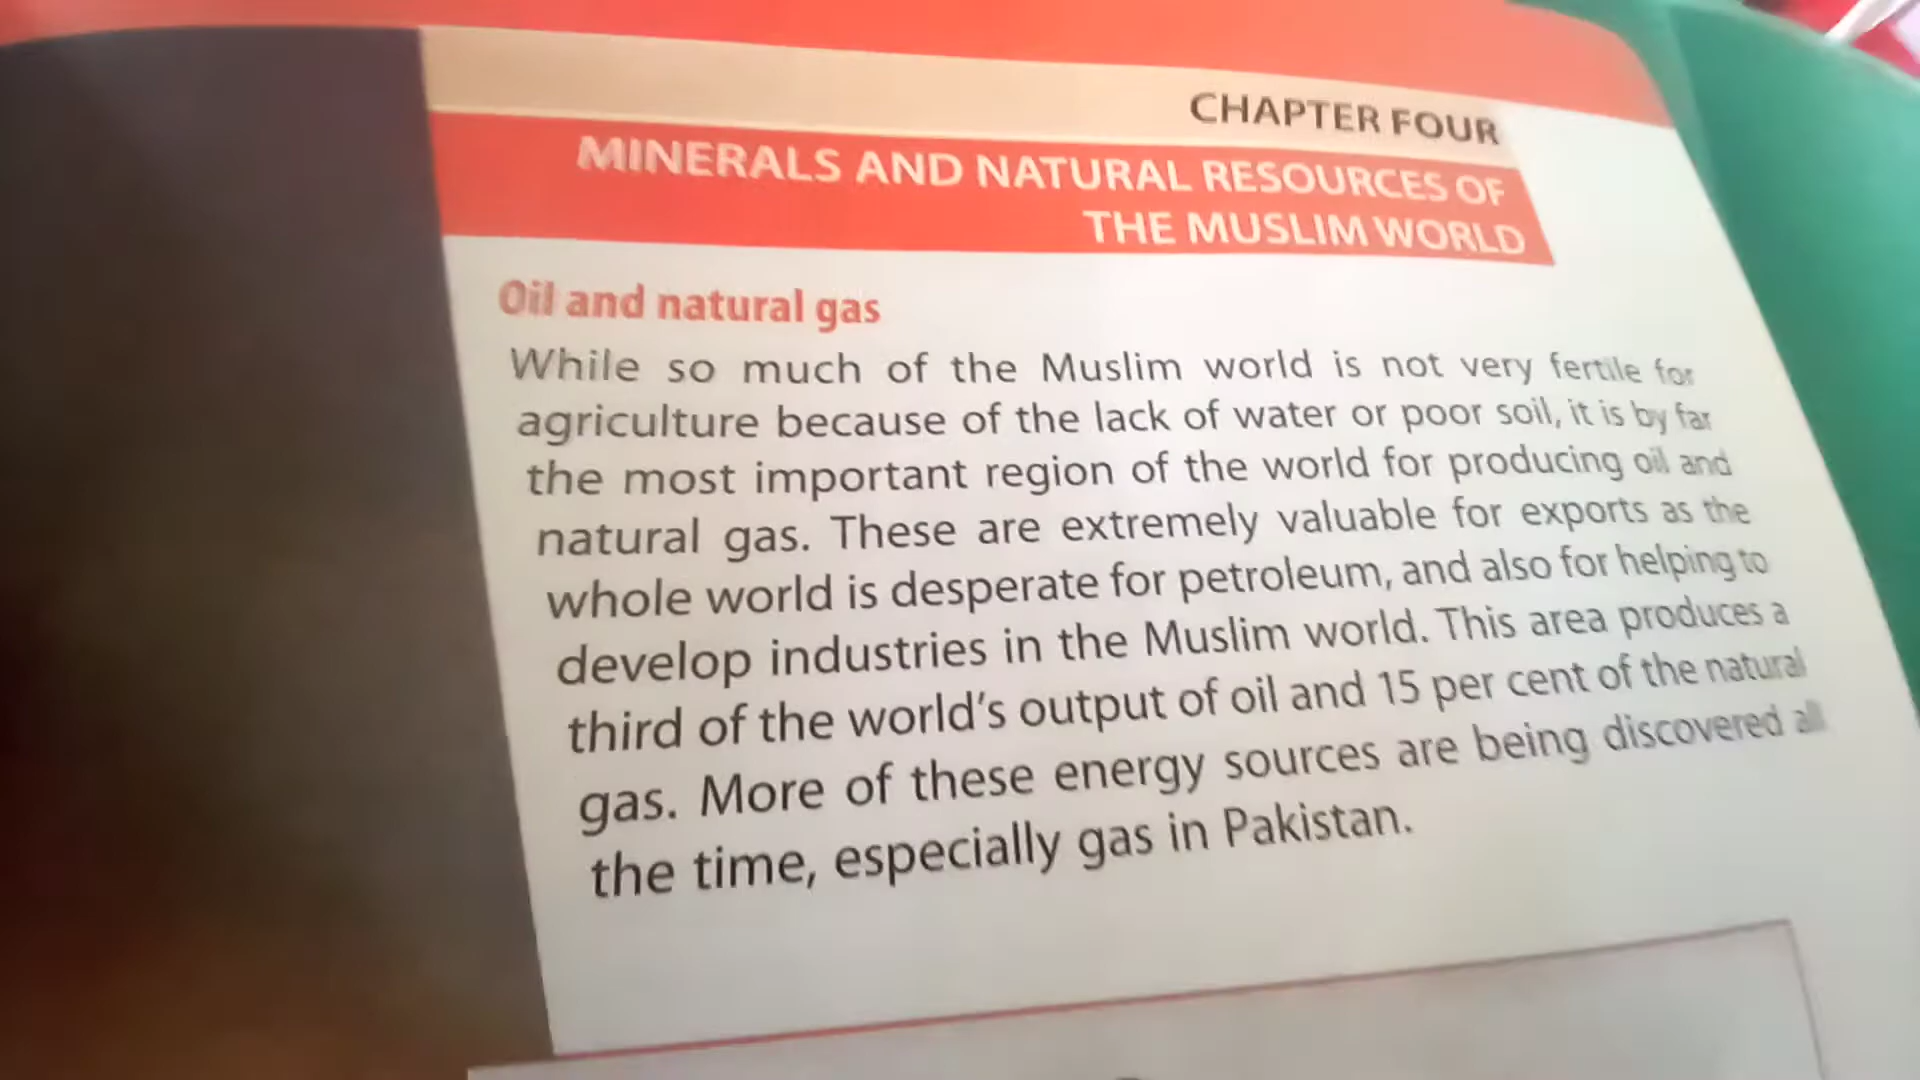 CHAPTER FOUR
MINERALS AND NATURAL RESOURCES OF
THE MUSLIM WORLD
Oil and natural gas
While so much of the Muslim world is not very fertile for
agriculture because of the lack of water or poor soil, it is by far
the most important region of the world for producing oil and
natural gas. These are extremely valuable for exports as the
whole world is desperate for petroleum, and also for helping to
develop industries in the Muslim world. This area produces a
third of the world's output of oil and 15 per cent of the natural
gas. More of these energy sources are being discovered all
the time, especially gas in Pakistan.